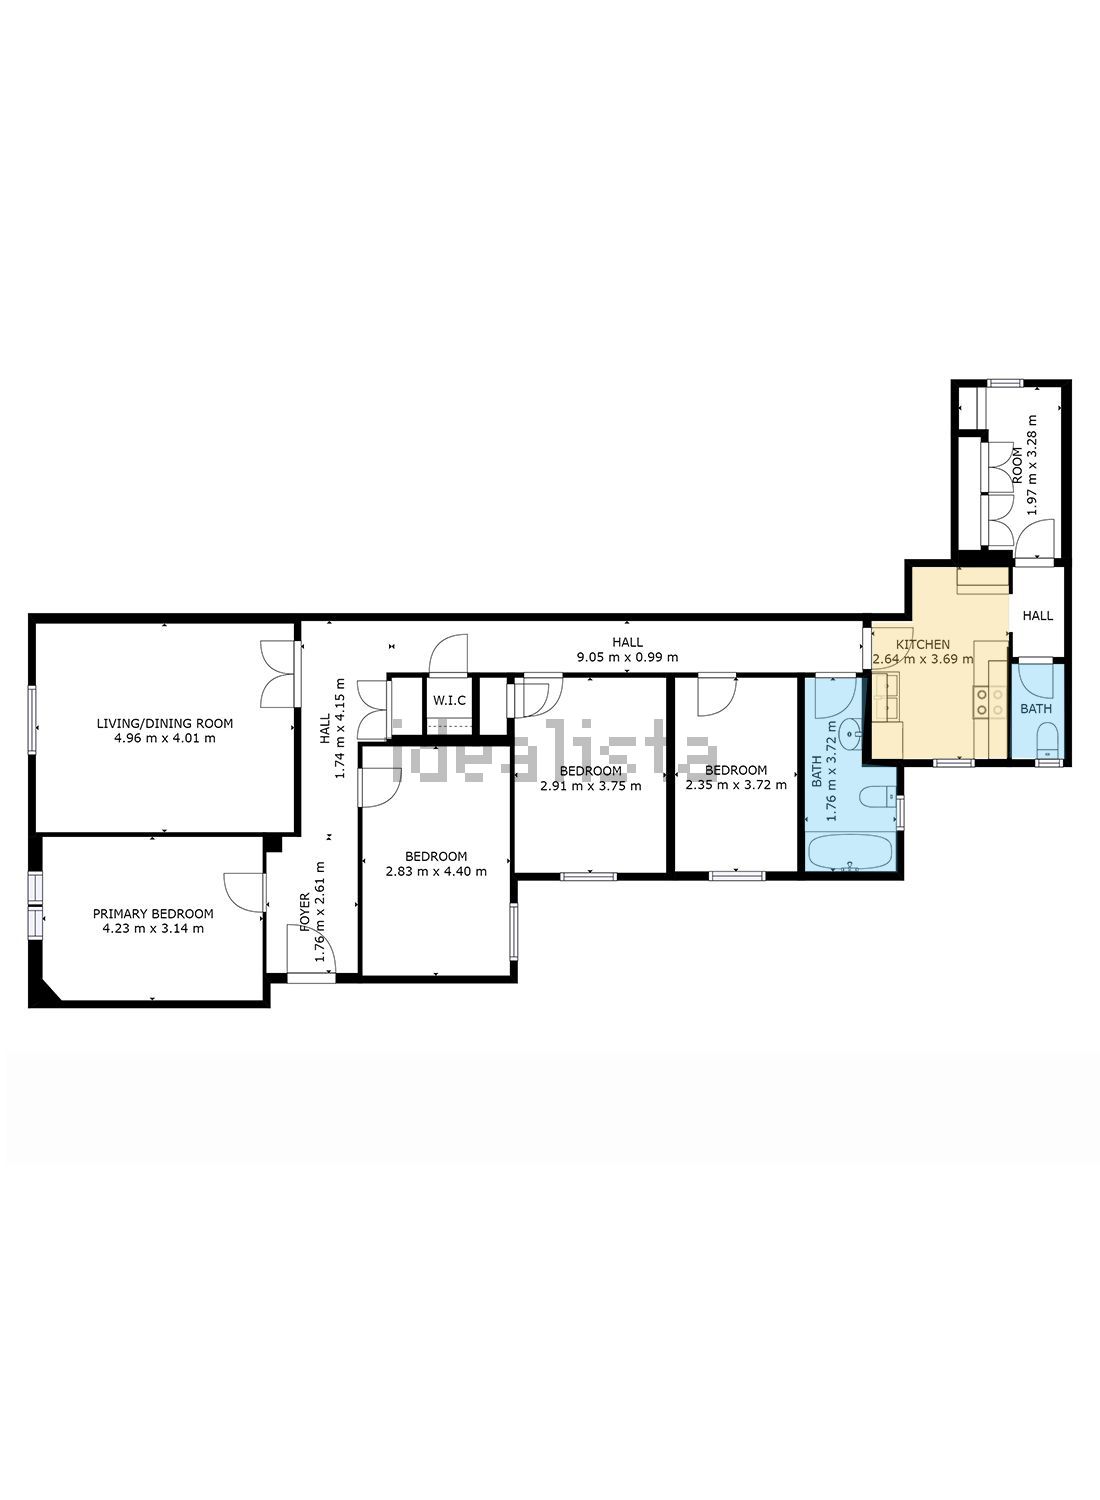 ROOM
1.97 m x 3.28 m
HALL
KITCHEN
2.64 m x 3.69 m
BATH
HALL
9.05 m x 0.99 m
W.I.C
LIVING/DINING ROOM
4.96 m x 4.01 m
HALL
1.74 m x 4.15 m
idealista
BEDROOM
2.91 m x 3.75 m
BEDROOM
2.35 m x 3.72 m
BATH
1.76 m x 3.72 m
BEDROOM
2.83 m x 4.40 m
PRIMARY BEDROOM
4.23 m x 3.14 m
FOYER
1.76 m x 2.61 m